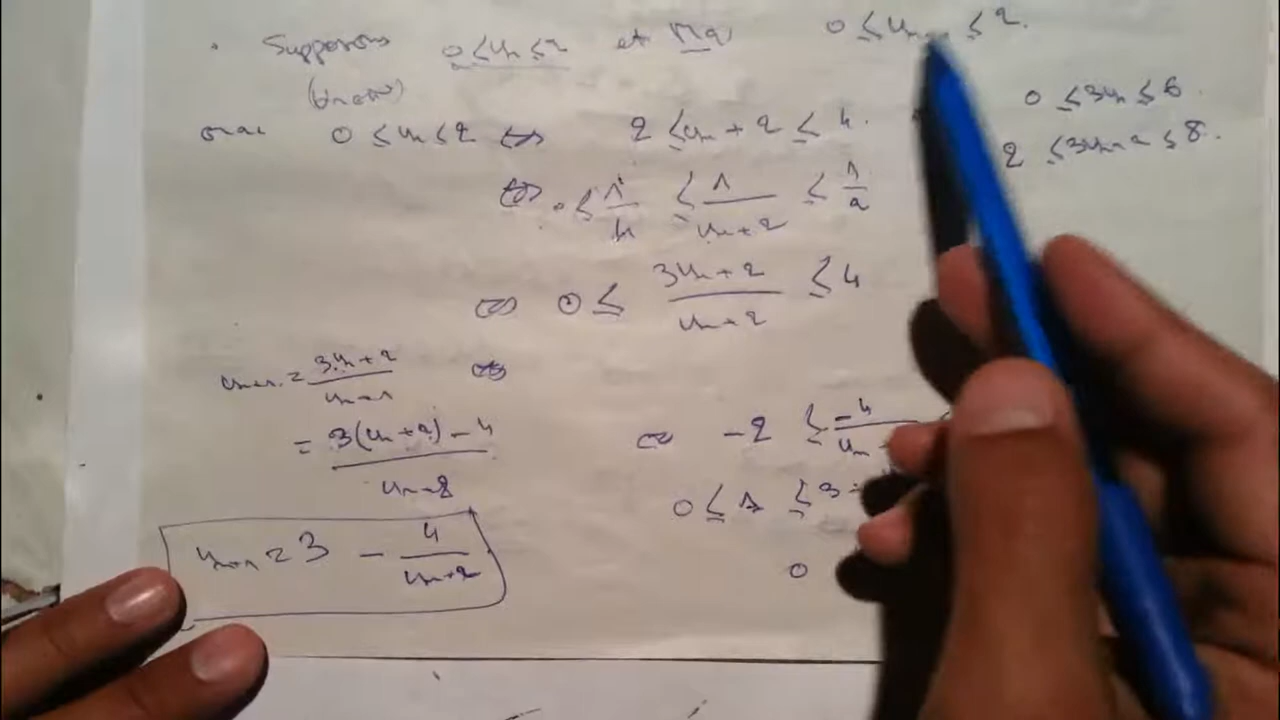 • Supposons 0 ≤ un ≤ 2 et Mq 0 ≤ un+1 ≤ 2.
0 ≤ 3un ≤ 6
on a 0 ≤ un ≤ 2 ⇔ 2 ≤ un + 2 ≤ 4.
2 ≤ 3un+2 ≤ 8.
⇔ 0 ≤ 1/4 ≤ 1/(un+2) ≤ 1/2
⇔ 0 ≤ (3un+2)/(un+2) ≤ 4
un+1 = (3un+2)/
= (3(un+2) - 4)/(un+2)
⇔ -2 ≤ -4/un
0 ≤ 1 ≤ 3
un+1 = 3 - 4/(un+2)
0